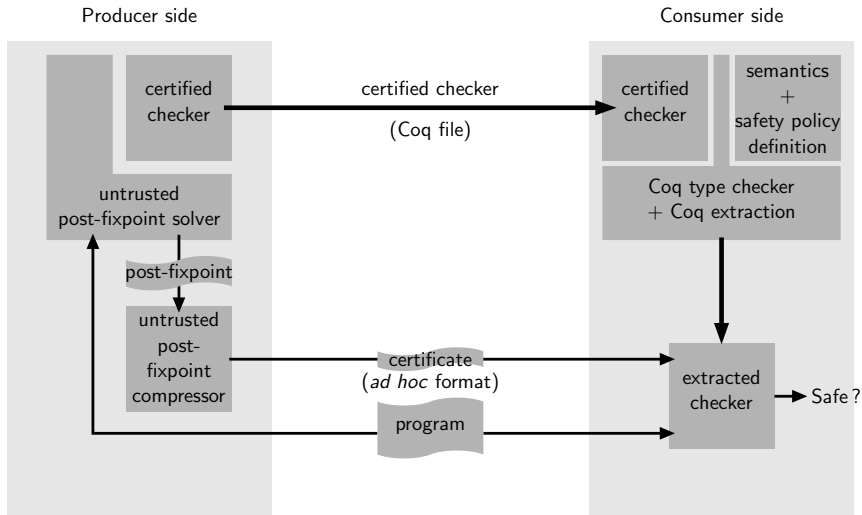 Producer side
Consumer side
certified
checker
certified checker
(Coq file)
certified
checker
semantics
+
safety policy
definition
untrusted
post-fixpoint solver
Coq type checker
+ Coq extraction
post-fixpoint
untrusted
post-
fixpoint
compressor
certificate
(ad hoc format)
program
extracted
checker
Safe ?